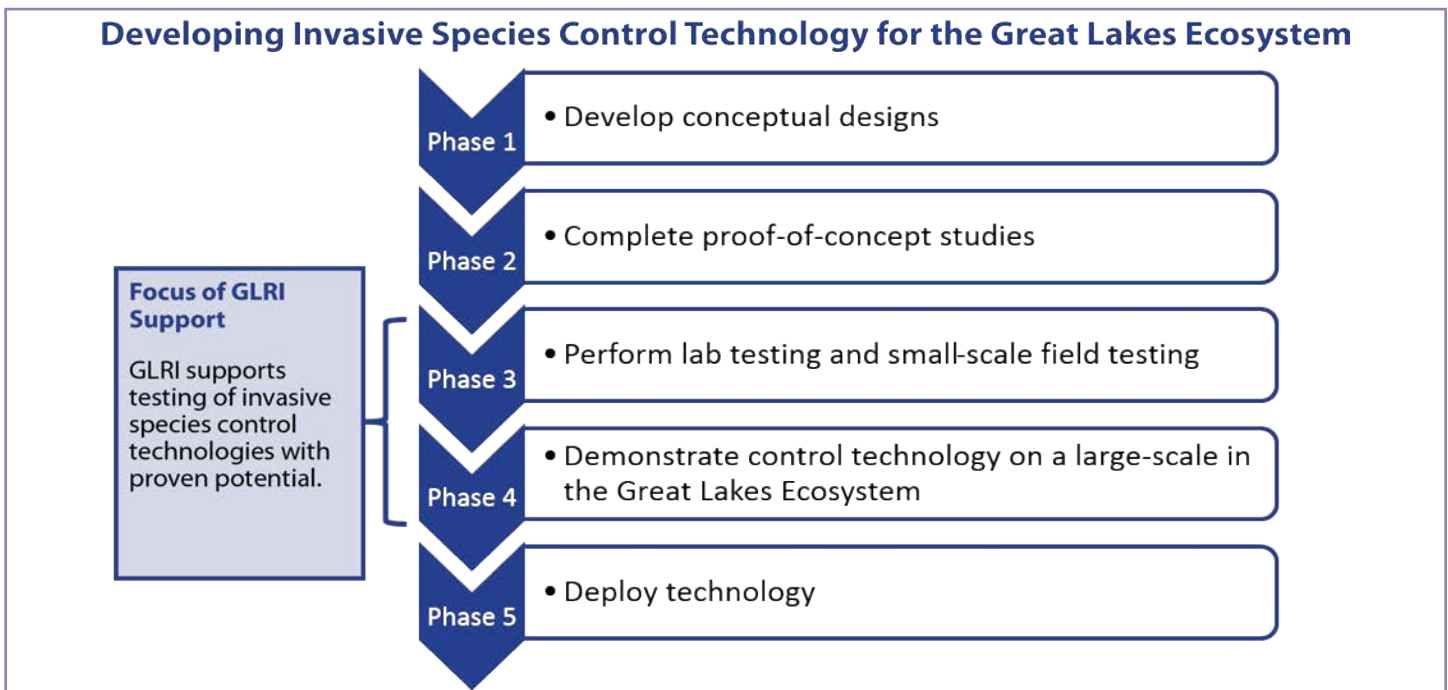 Developing Invasive Species Control Technology for the Great Lakes Ecosystem
Phase 1
• Develop conceptual designs
Phase 2
• Complete proof-of-concept studies
Focus of GLRI
Support
GLRI supports
testing of invasive
species control
technologies with
proven potential.
Phase 3
• Perform lab testing and small-scale field testing
Phase 4
• Demonstrate control technology on a large-scale in
the Great Lakes Ecosystem
Phase 5
• Deploy technology